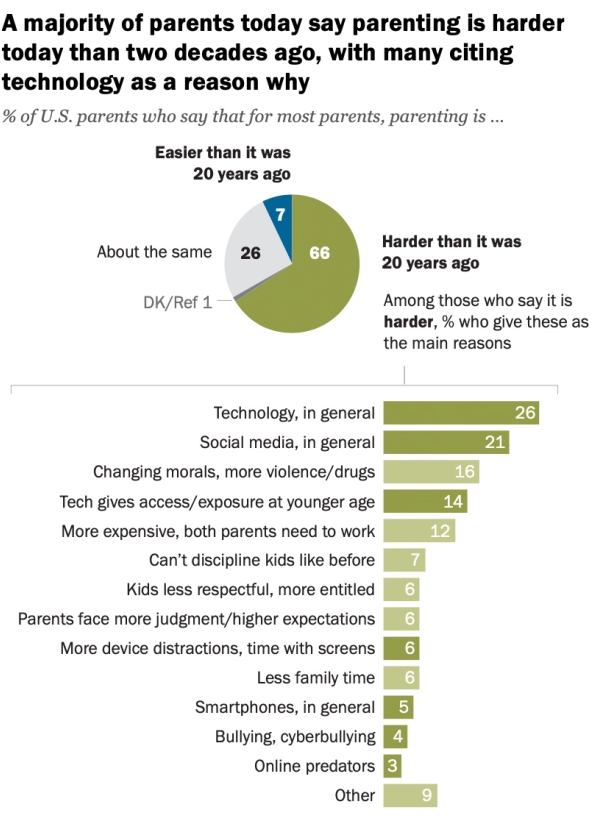 A majority of parents today say parenting is harder
today than two decades ago, with many citing
technology as a reason why
% of U.S. parents who say that for most parents, parenting is ...
Easier than it was
20 years ago
7
About the same
26
66
DK/Ref 1
Harder than it was
20 years ago
Among those who say it is
harder, % who give these as
the main reasons
Technology, in general 26
Social media, in general 21
Changing morals, more violence/drugs 16
Tech gives access/exposure at younger age 14
More expensive, both parents need to work 12
Can't discipline kids like before 7
Kids less respectful, more entitled 6
Parents face more judgment/higher expectations 6
More device distractions, time with screens 6
Less family time 6
Smartphones, in general 5
Bullying, cyberbullying 4
Online predators 3
Other 9